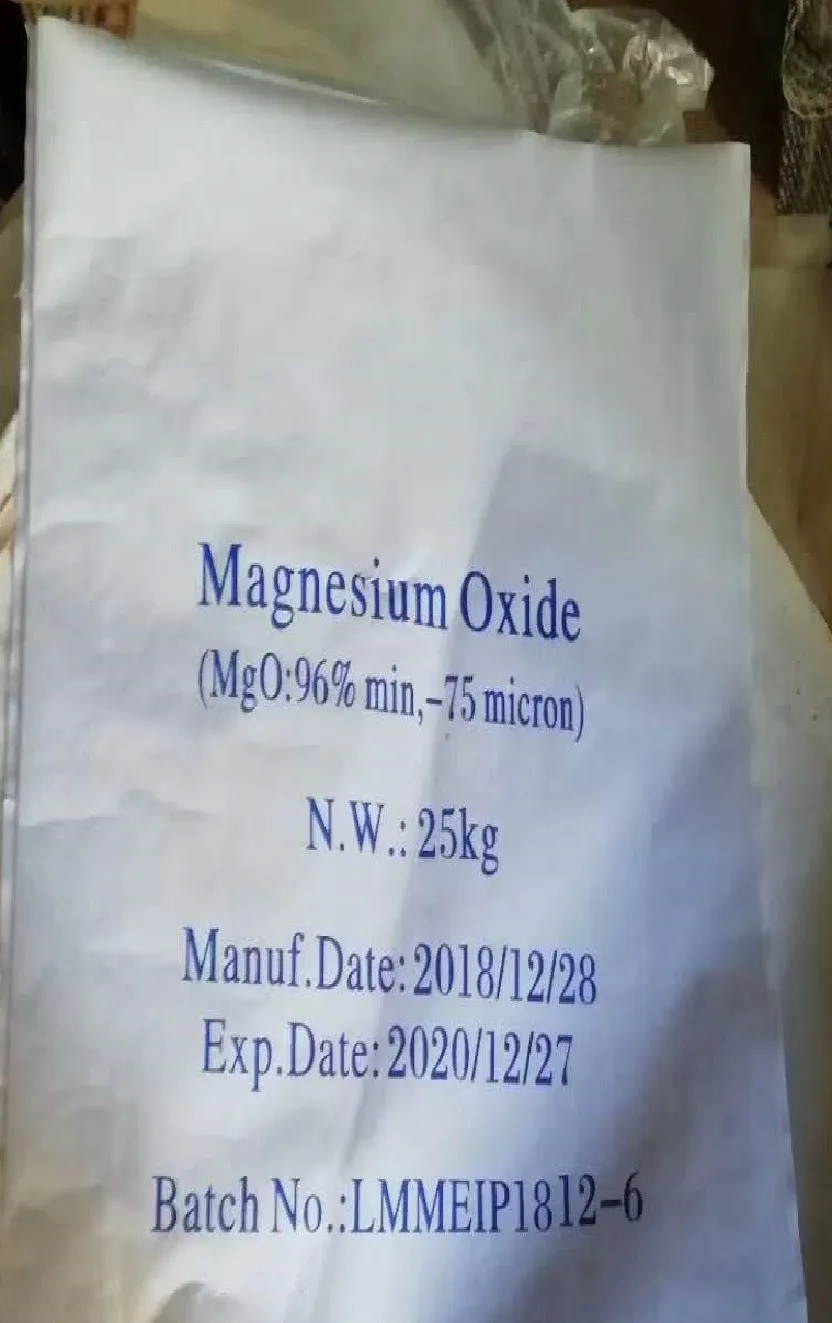 Magnesium Oxide
(MgO:96% min,-75 micron)
N.W.: 25kg
Manuf.Date: 2018/12/28
Exp.Date: 2020/12/27
Batch No.:LMMEIP1812-6